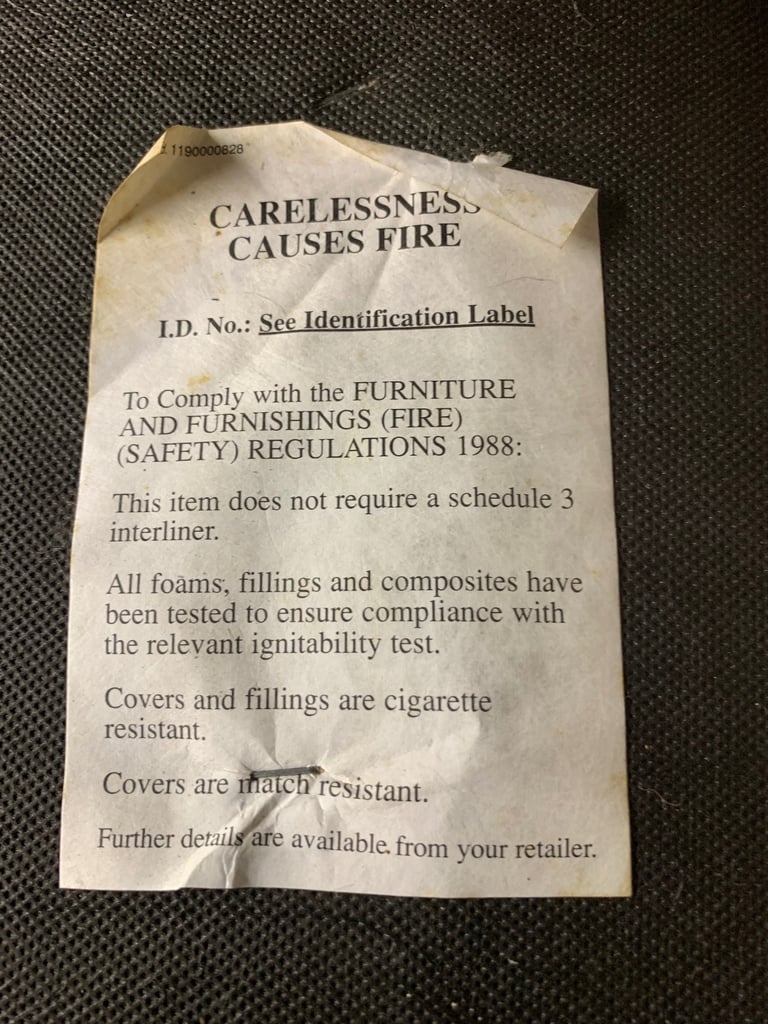 1190000828
CARELESSNESS
CAUSES FIRE
I.D. No.: See Identification Label
To Comply with the FURNITURE
AND FURNISHINGS (FIRE)
(SAFETY) REGULATIONS 1988:
This item does not require a schedule 3
interliner.
All foams, fillings and composites have
been tested to ensure compliance with
the relevant ignitability test.
Covers and fillings are cigarette
resistant.
Covers are match resistant.
Further details are available from your retailer.